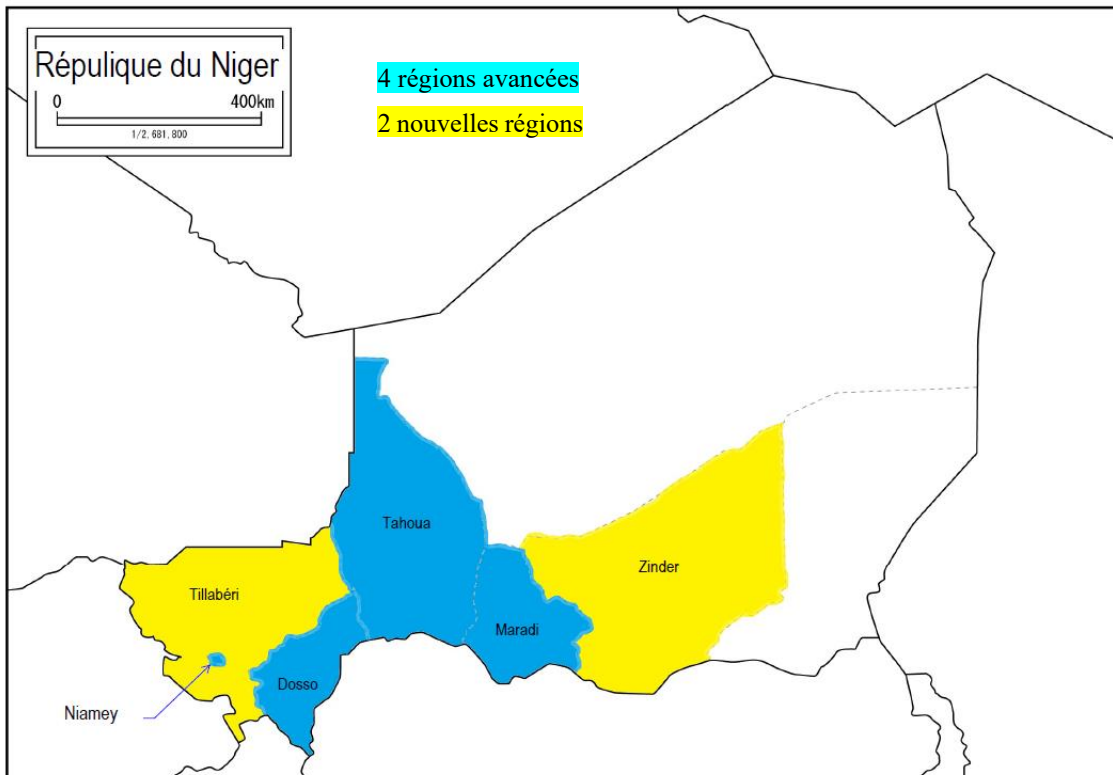 Répulique du Niger
0 400km
1/2,681,800
4 régions avancées
2 nouvelles régions
Tahoua
Zinder
Tillabéri
Maradi
Dosso
Niamey